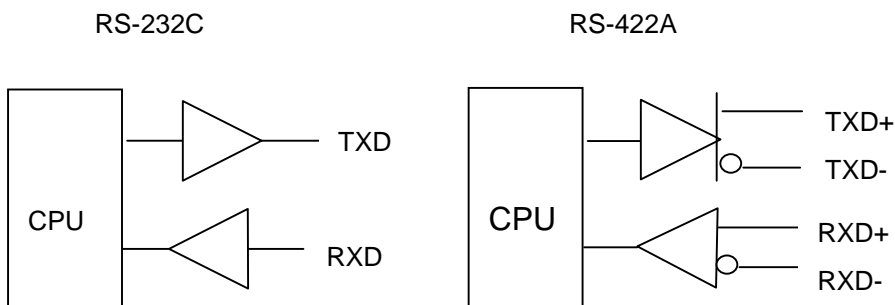 RS-232C
RS-422A
CPU
TXD
RXD
CPU
TXD+
TXD-
RXD+
RXD-